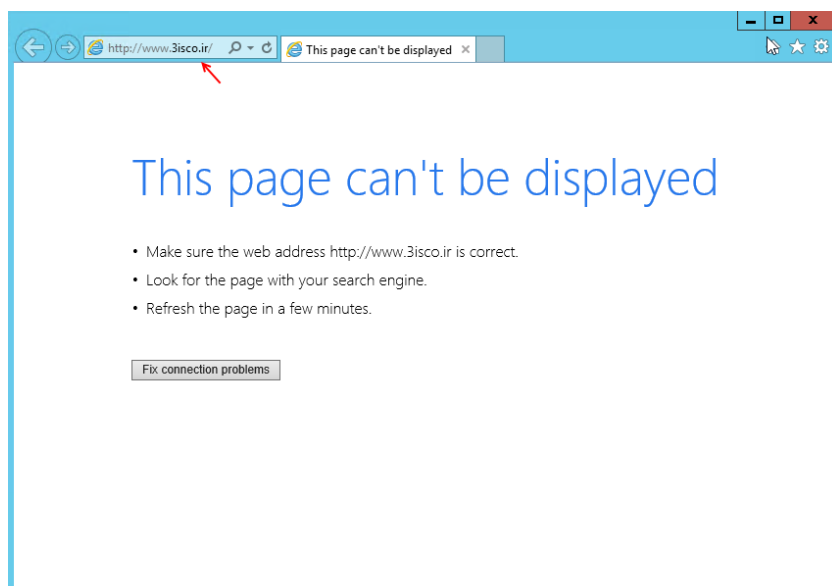 http://www.3isco.ir/
This page can't be displayed
This page can't be displayed
• Make sure the web address http://www.3isco.ir is correct.
• Look for the page with your search engine.
• Refresh the page in a few minutes.
Fix connection problems